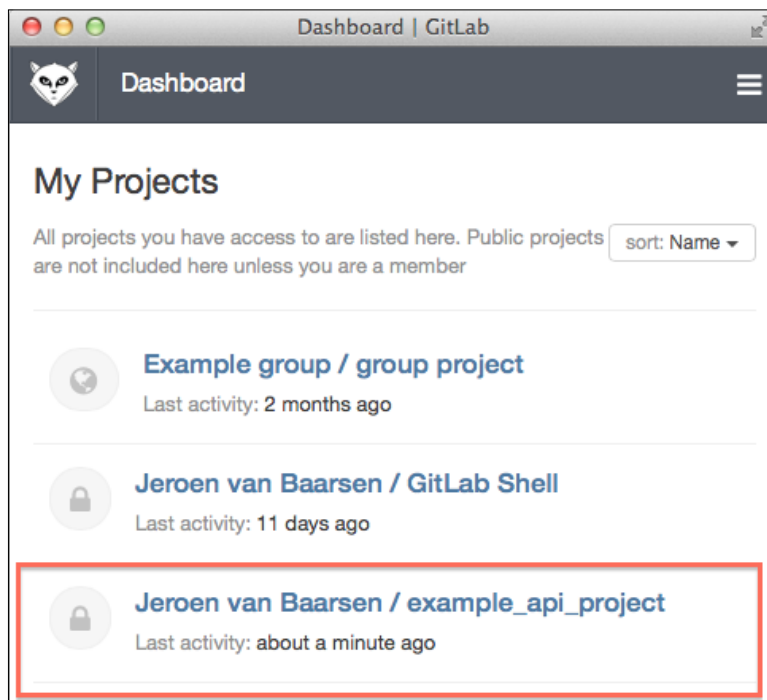 Dashboard | GitLab
Dashboard
My Projects
All projects you have access to are listed here. Public projects
are not included here unless you are a member
sort: Name
Example group / group project
Last activity: 2 months ago
Jeroen van Baarsen / GitLab Shell
Last activity: 11 days ago
Jeroen van Baarsen / example_api_project
Last activity: about a minute ago